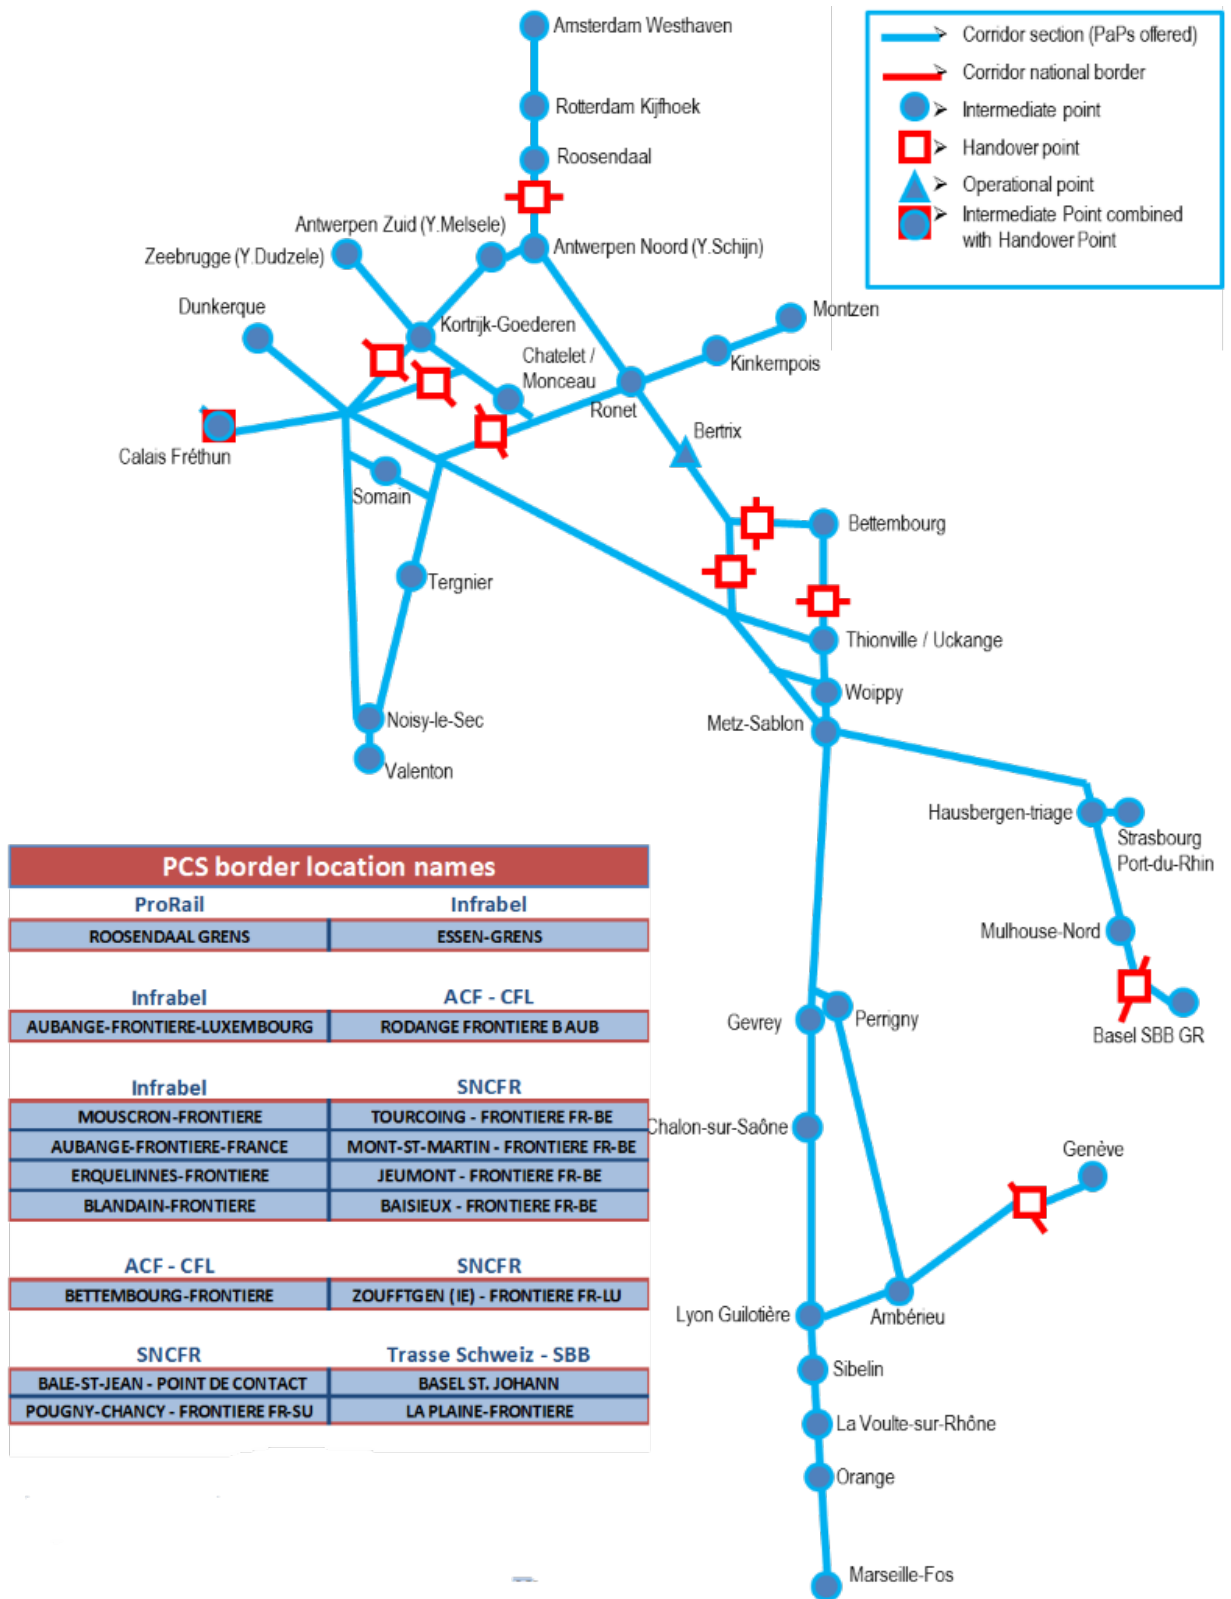 Amsterdam Westhaven
Rotterdam Kijfhoek
Roosendaal
Corridor section (PaPs offered)
Corridor national border
Intermediate point
Handover point
Operational point
Intermediate Point combined
with Handover Point
Antwerpen Zuid (Y.Melsele)
Zeebrugge (Y.Dudzele)
Antwerpen Noord (Y.Schijn)
Dunkerque
Kortrijk-Goederen
Montzen
Chatelet /
Monceau
Kinkempois
Ronet
Bertrix
Calais Fréthun
Somain
Bettembourg
Tergnier
Thionville / Uckange
Woippy
Metz-Sablon
Noisy-le-Sec
Valenton
Hausbergen-triage
Strasbourg
Port-du-Rhin
Mulhouse-Nord
Basel SBB GR
Gevrey
Perrigny
Chalon-sur-Saône
Genève
Lyon Guilotière
Ambérieu
Sibelin
La Voulte-sur-Rhône
Orange
Marseille-Fos
PCS border location names
ProRail Infrabel
ROOSENDAAL GRENS ESSEN-GRENS
Infrabel ACF - CFL
AUBANGE-FRONTIERE-LUXEMBOURG RODANGE FRONTIERE B AUB
Infrabel SNCFR
MOUSCRON-FRONTIERE TOURCOING - FRONTIERE FR-BE
AUBANGE-FRONTIERE-FRANCE MONT-ST-MARTIN - FRONTIERE FR-BE
ERQUELINNES-FRONTIERE JEUMONT - FRONTIERE FR-BE
BLANDAIN-FRONTIERE BAISIEUX - FRONTIERE FR-BE
ACF - CFL SNCFR
BETTEMBOURG-FRONTIERE ZOUFFTGEN (IE) - FRONTIERE FR-LU
SNCFR Trasse Schweiz - SBB
BALE-ST-JEAN - POINT DE CONTACT BASEL ST. JOHANN
POUGNY-CHANCY - FRONTIERE FR-SU LA PLAINE-FRONTIERE